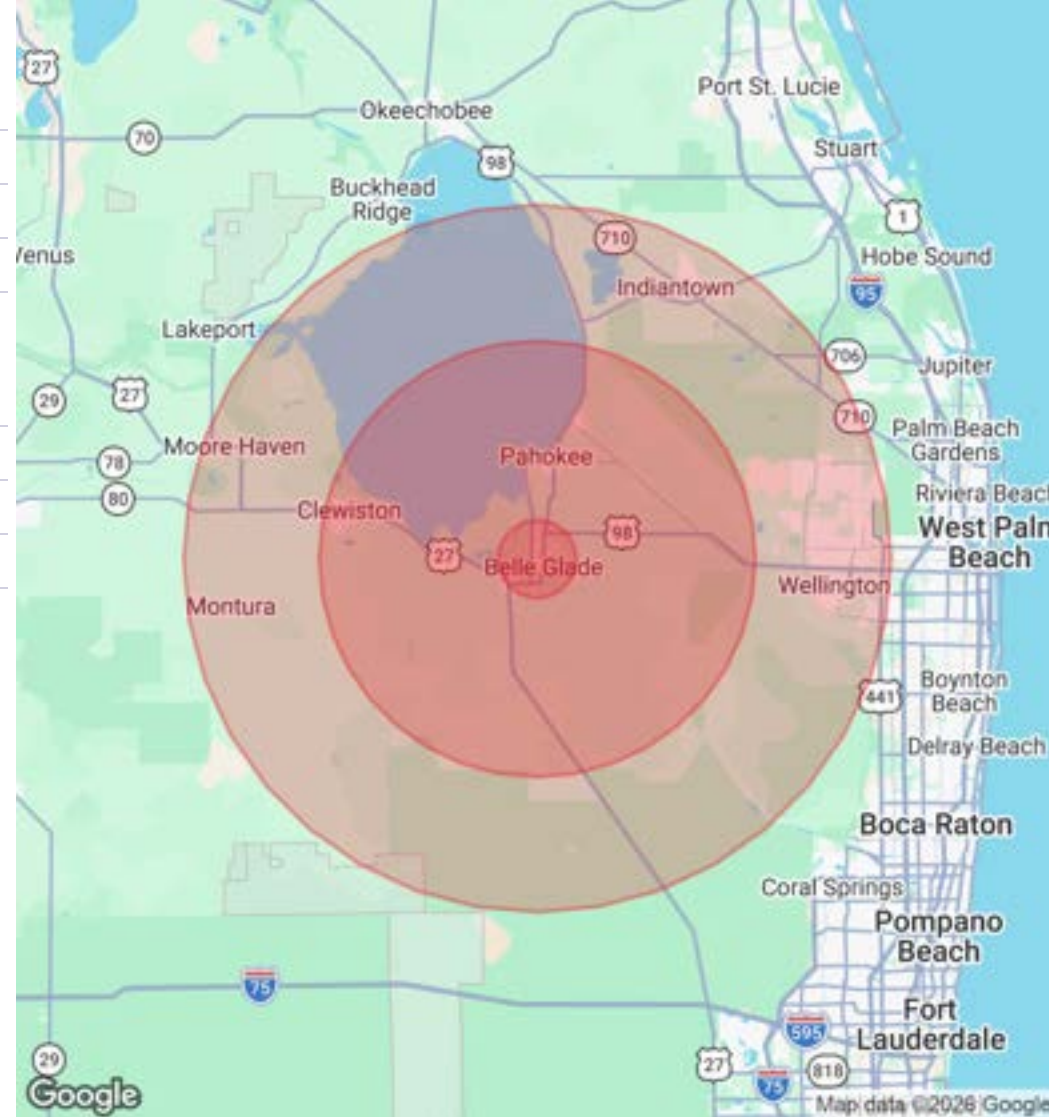 27
Port St. Lucie
Okeechobee
70
98
Stuart
Buckhead
Ridge
1
710
Venus
Hobe Sound
Indiantown
95
Lakeport
706
Jupiter
27
29
710
Moore Haven
Palm Beach
Gardens
Pahokee
78
80
Riviera Beach
Clewiston
West Palm
Beach
98
27
Belle Glade
Wellington
Montura
441
Boynton
Beach
Delray Beach
Boca Raton
Coral Springs
Pompano
Beach
75
Fort
Lauderdale
595
29
27
818
75
Google
Map data ©2026 Google